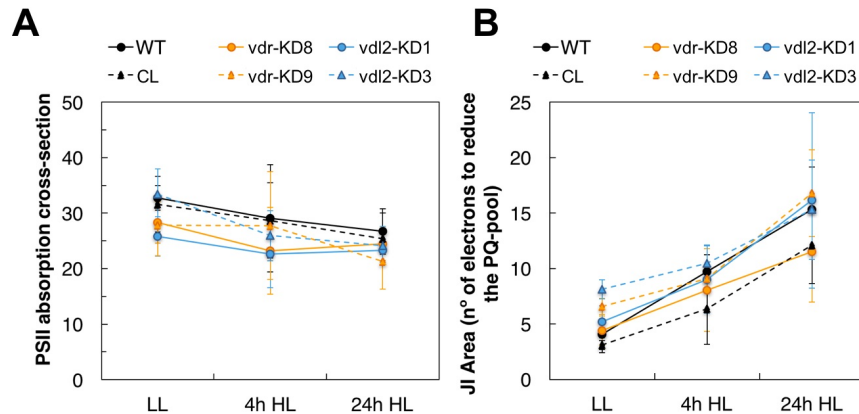 A
WT vdr-KD8 vdl2-KD1
CL vdr-KD9 vdl2-KD3
PSII absorption cross-section
50
40
30
20
10
0
LL 4h HL 24h HL
B
WT vdr-KD8 vdl2-KD1
CL vdr-KD9 vdl2-KD3
JI Area (n° of electrons to reduce
the PQ-pool)
25
20
15
10
5
0
LL 4h HL 24h HL